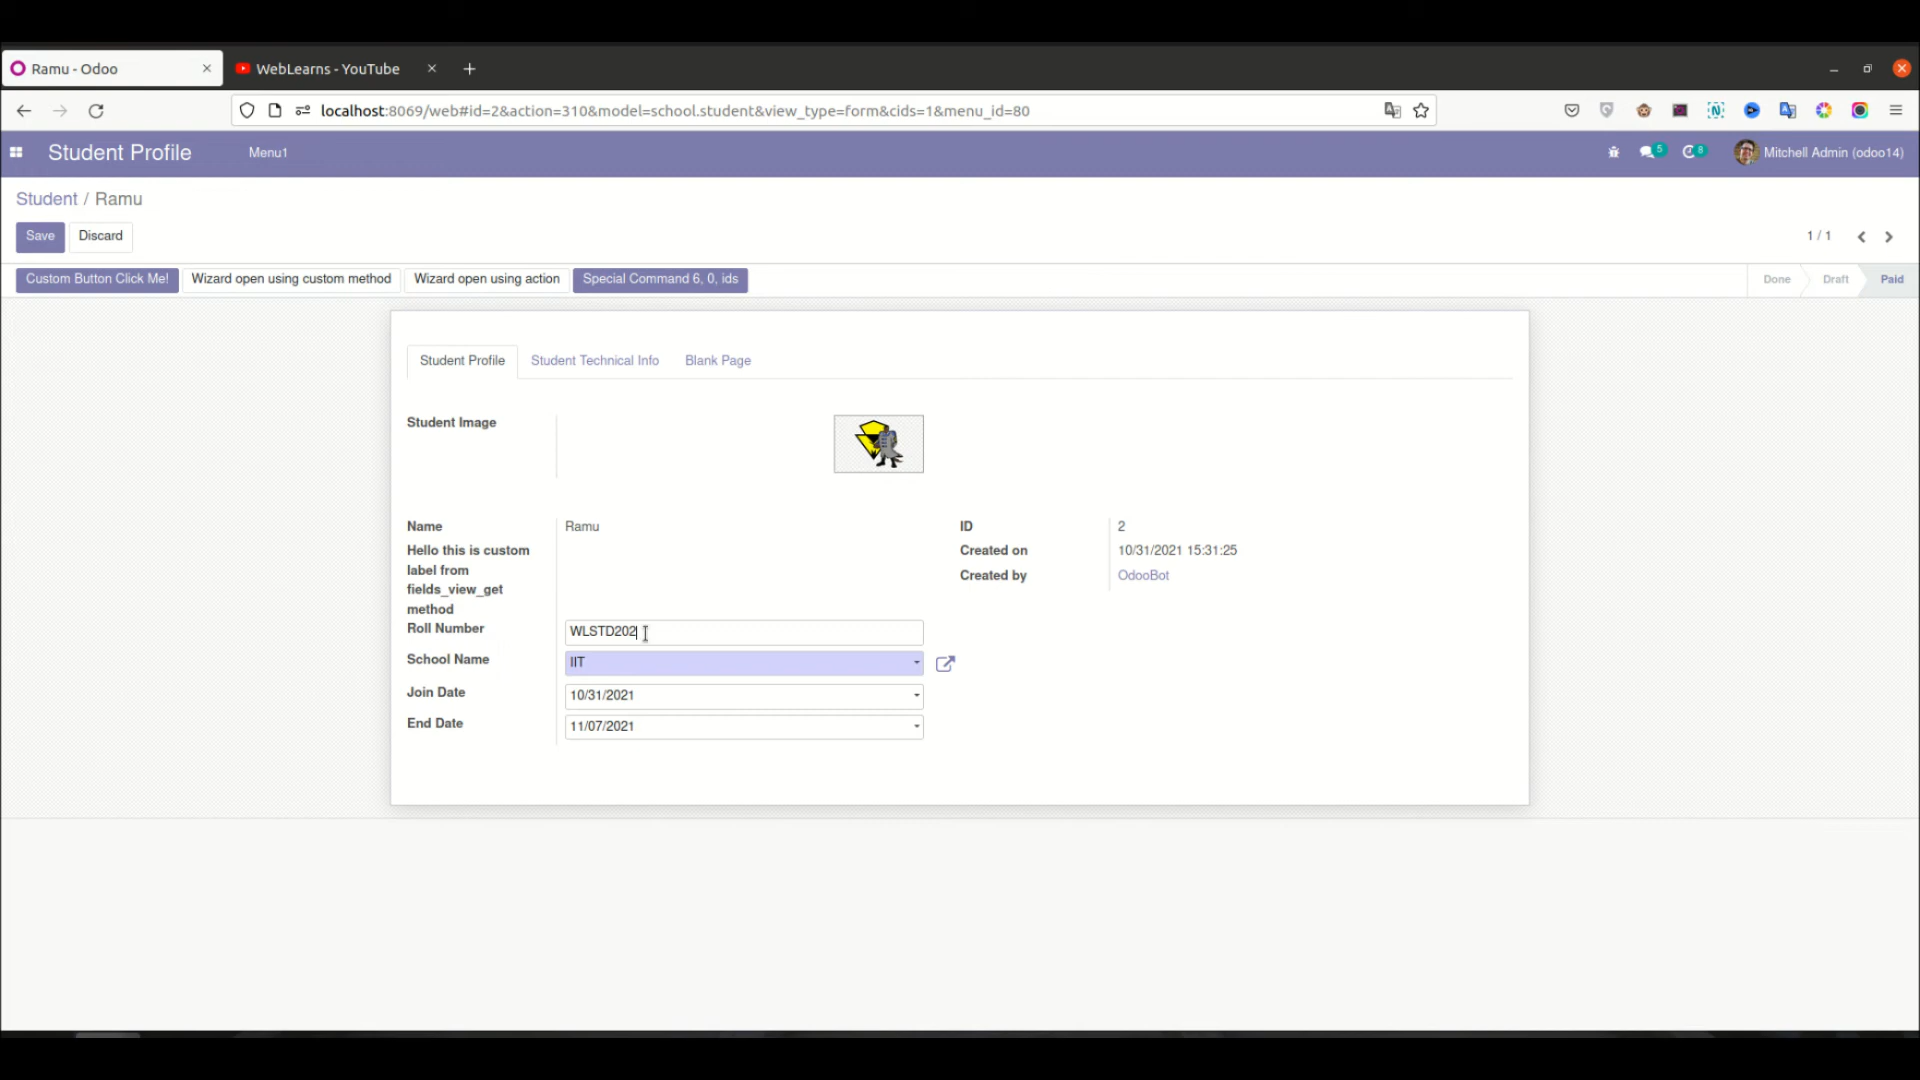 Ramu - Odoo
WebLearns - YouTube
localhost:8069/web#id=2&action=310&model=school.student&view_type=form&cids=1&menu_id=80
Student Profile
Menu1
5
8
Mitchell Admin (odoo14)
Student / Ramu
Save
Discard
1 / 1
Custom Button Click Me!
Wizard open using custom method
Wizard open using action
Special Command 6, 0, ids
Done
Draft
Paid
Student Profile
Student Technical Info
Blank Page
Student Image
Name
Ramu
ID
2
Hello this is custom
label from
fields_view_get
method
Created on
10/31/2021 15:31:25
Created by
OdooBot
Roll Number
WLSTD202
School Name
IIT
Join Date
10/31/2021
End Date
11/07/2021